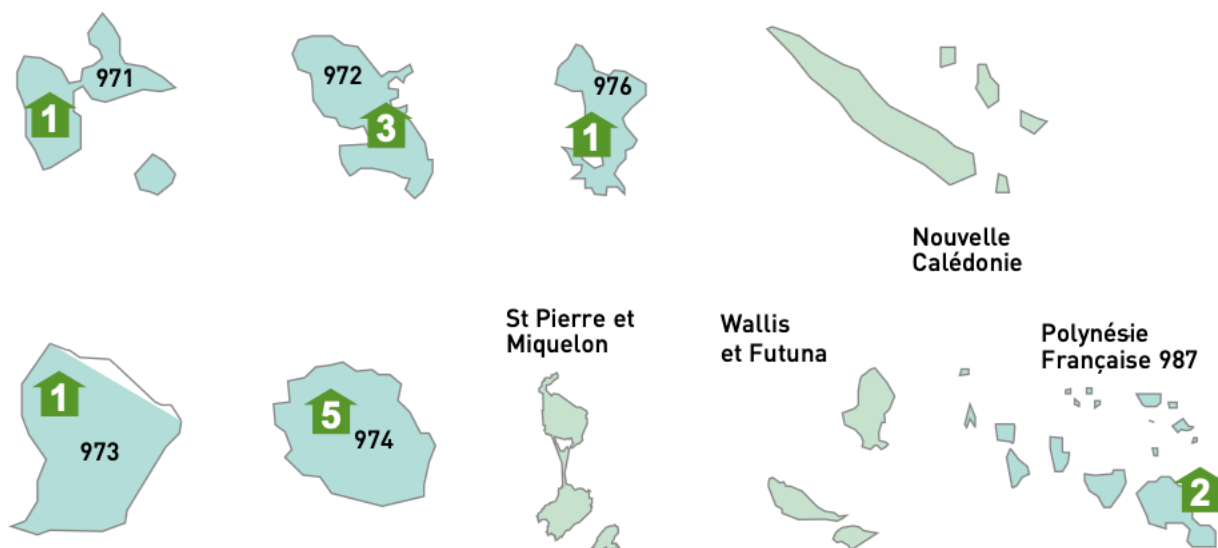 971
1
972
3
976
1
Nouvelle
Calédonie
973
1
974
5
St Pierre et
Miquelon
Wallis
et Futuna
Polynésie
Française 987
2